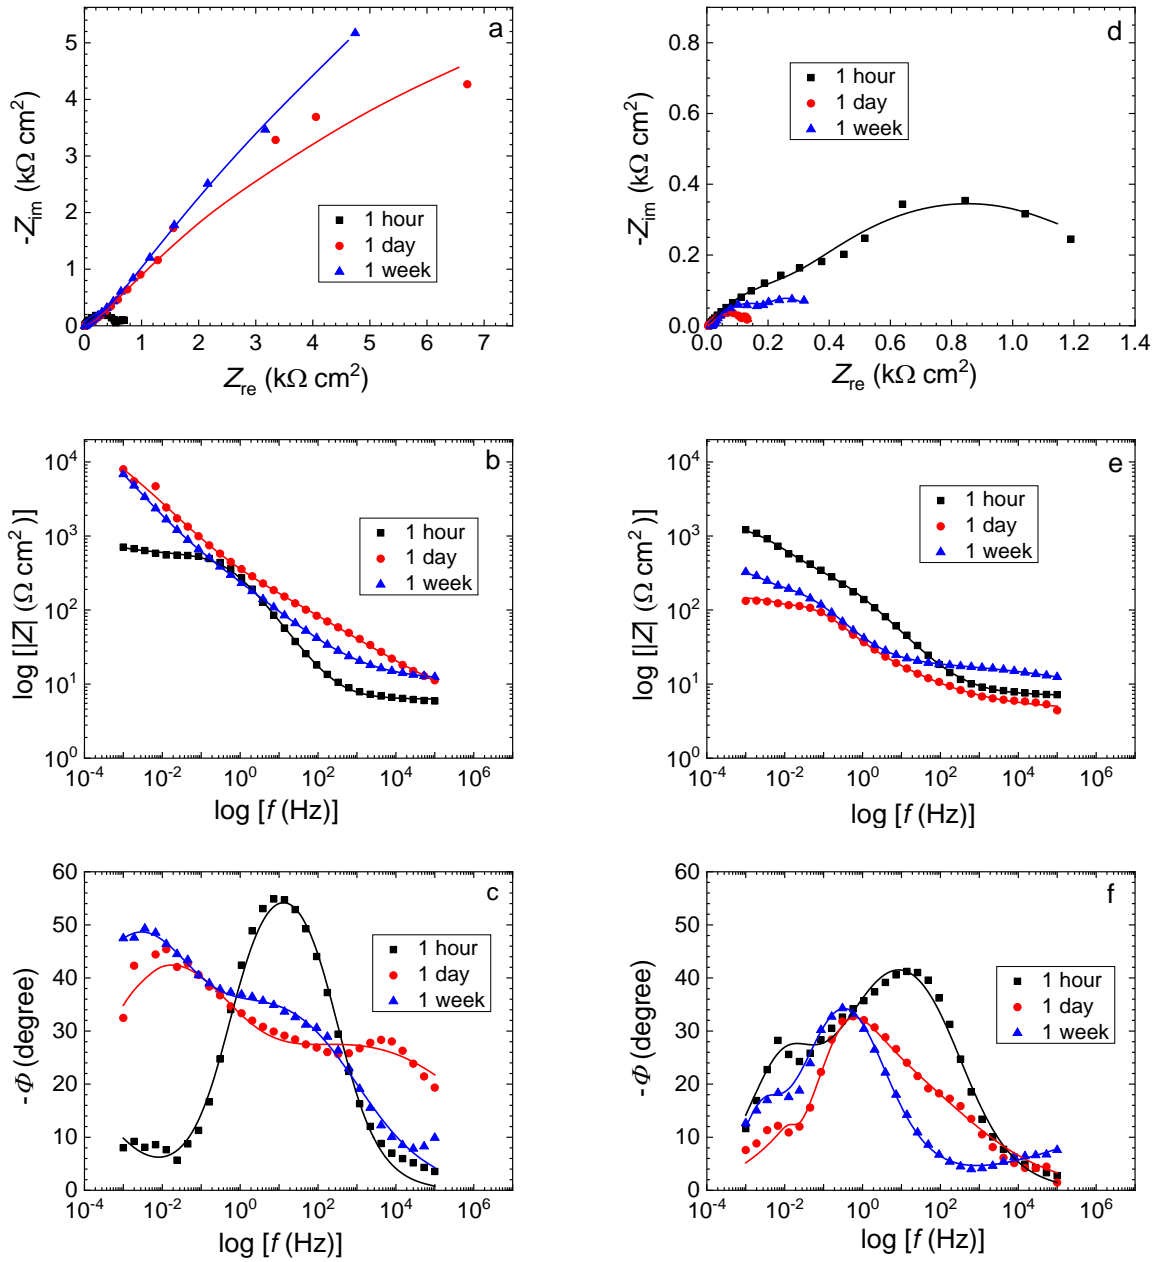 a
5
4
3
2
1
0
-Zim (kΩ cm²)
1 hour
1 day
1 week
0 1 2 3 4 5 6 7
Zre (kΩ cm²)
d
0.8
0.6
0.4
0.2
0.0
-Zim (kΩ cm²)
1 hour
1 day
1 week
0.0 0.2 0.4 0.6 0.8 1.0 1.2 1.4
Zre (kΩ cm²)
b
10⁴
10³
10²
10¹
10⁰
log [|Z| (Ω cm²)]
1 hour
1 day
1 week
10⁻⁴ 10⁻² 10⁰ 10² 10⁴ 10⁶
log [f (Hz)]
e
10⁴
10³
10²
10¹
10⁰
log [|Z| (Ω cm²)]
1 hour
1 day
1 week
10⁻⁴ 10⁻² 10⁰ 10² 10⁴ 10⁶
log [f (Hz)]
c
60
50
40
30
20
10
0
-Φ (degree)
1 hour
1 day
1 week
10⁻⁴ 10⁻² 10⁰ 10² 10⁴ 10⁶
log [f (Hz)]
f
60
50
40
30
20
10
0
-Φ (degree)
1 hour
1 day
1 week
10⁻⁴ 10⁻² 10⁰ 10² 10⁴ 10⁶
log [f (Hz)]